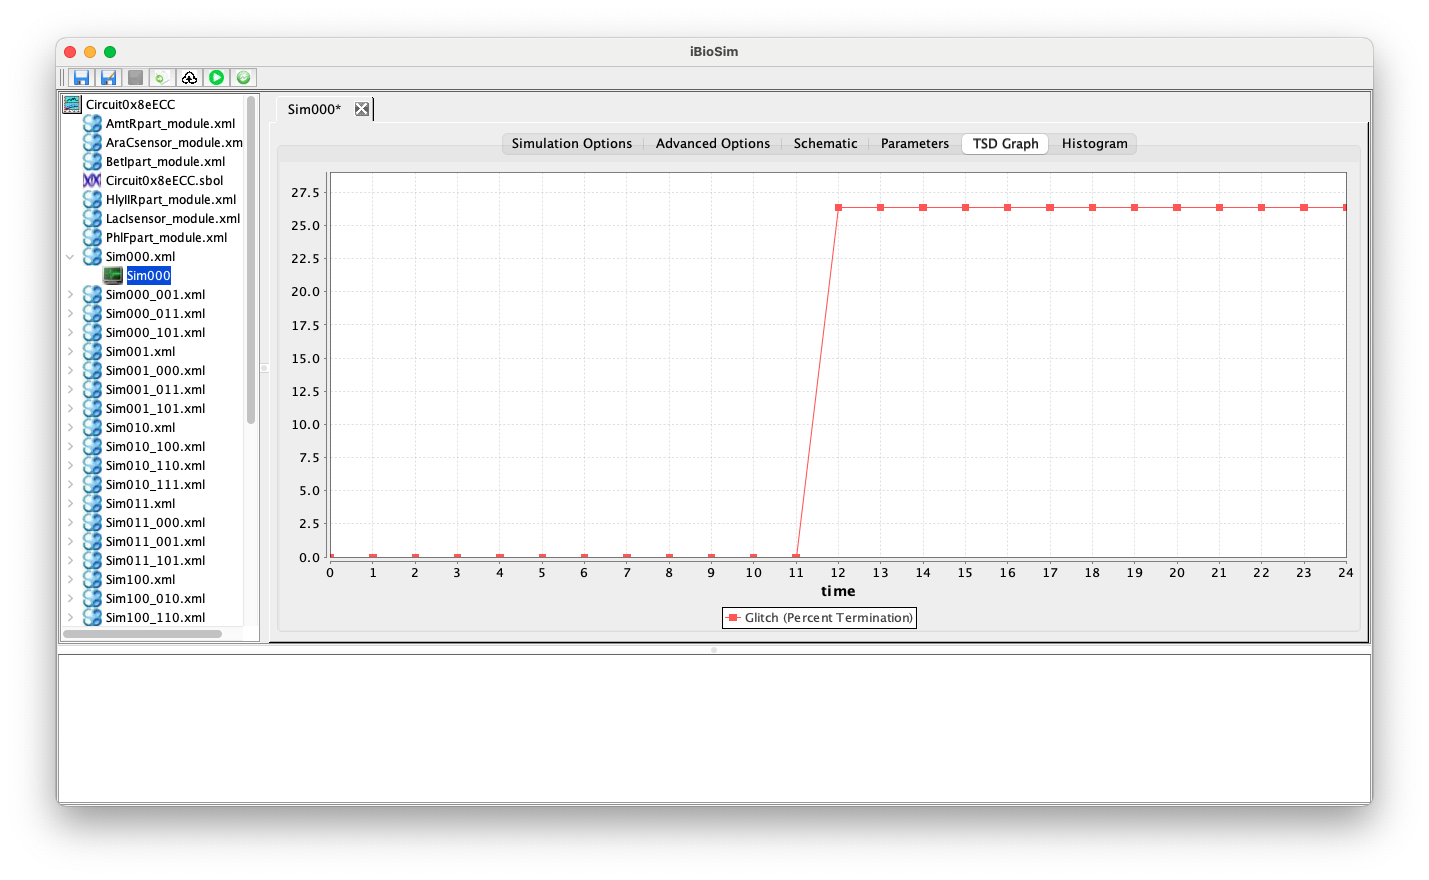 iBioSim
Circuit0x8eECC
AmtRpart_module.xml
AraCsensor_module.xm
BetIpart_module.xml
Circuit0x8eECC.sbol
HlyIIRpart_module.xml
LacIsensor_module.xml
PhlFpart_module.xml
Sim000.xml
Sim000
Sim000_001.xml
Sim000_011.xml
Sim000_101.xml
Sim001.xml
Sim001_000.xml
Sim001_011.xml
Sim001_101.xml
Sim010.xml
Sim010_100.xml
Sim010_110.xml
Sim010_111.xml
Sim011.xml
Sim011_000.xml
Sim011_001.xml
Sim011_101.xml
Sim100.xml
Sim100_010.xml
Sim100_110.xml
Sim000*
Simulation Options Advanced Options Schematic Parameters TSD Graph Histogram
27.5
25.0
22.5
20.0
17.5
15.0
12.5
10.0
7.5
5.0
2.5
0.0
0 1 2 3 4 5 6 7 8 9 10 11 12 13 14 15 16 17 18 19 20 21 22 23 24
time
Glitch (Percent Termination)